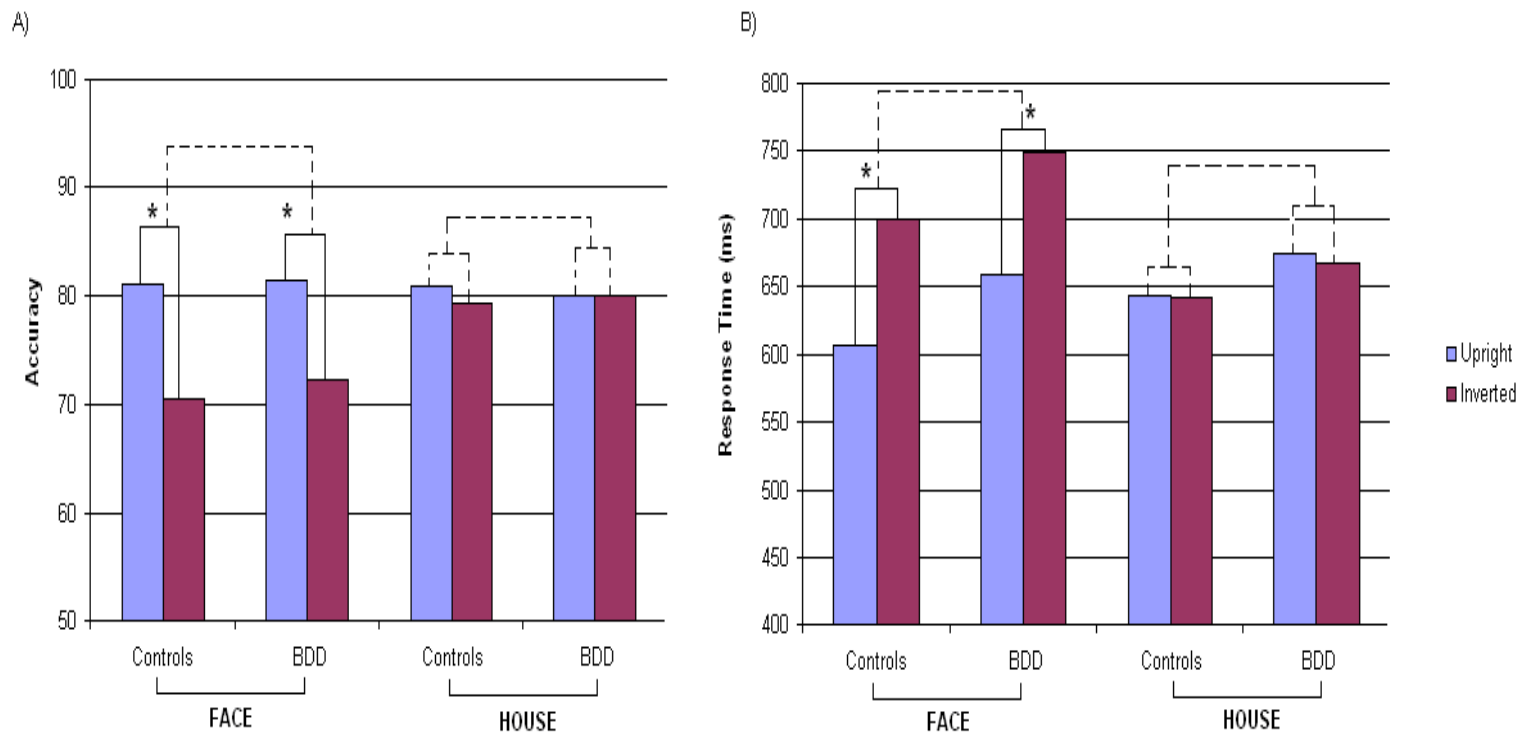 A)
B)
100
90
80
70
60
50
Accuracy
*
*
Controls
BDD
Controls
BDD
FACE
HOUSE
800
750
700
650
600
550
500
450
400
Response Time (ms)
*
*
Controls
BDD
Controls
BDD
FACE
HOUSE
Upright
Inverted